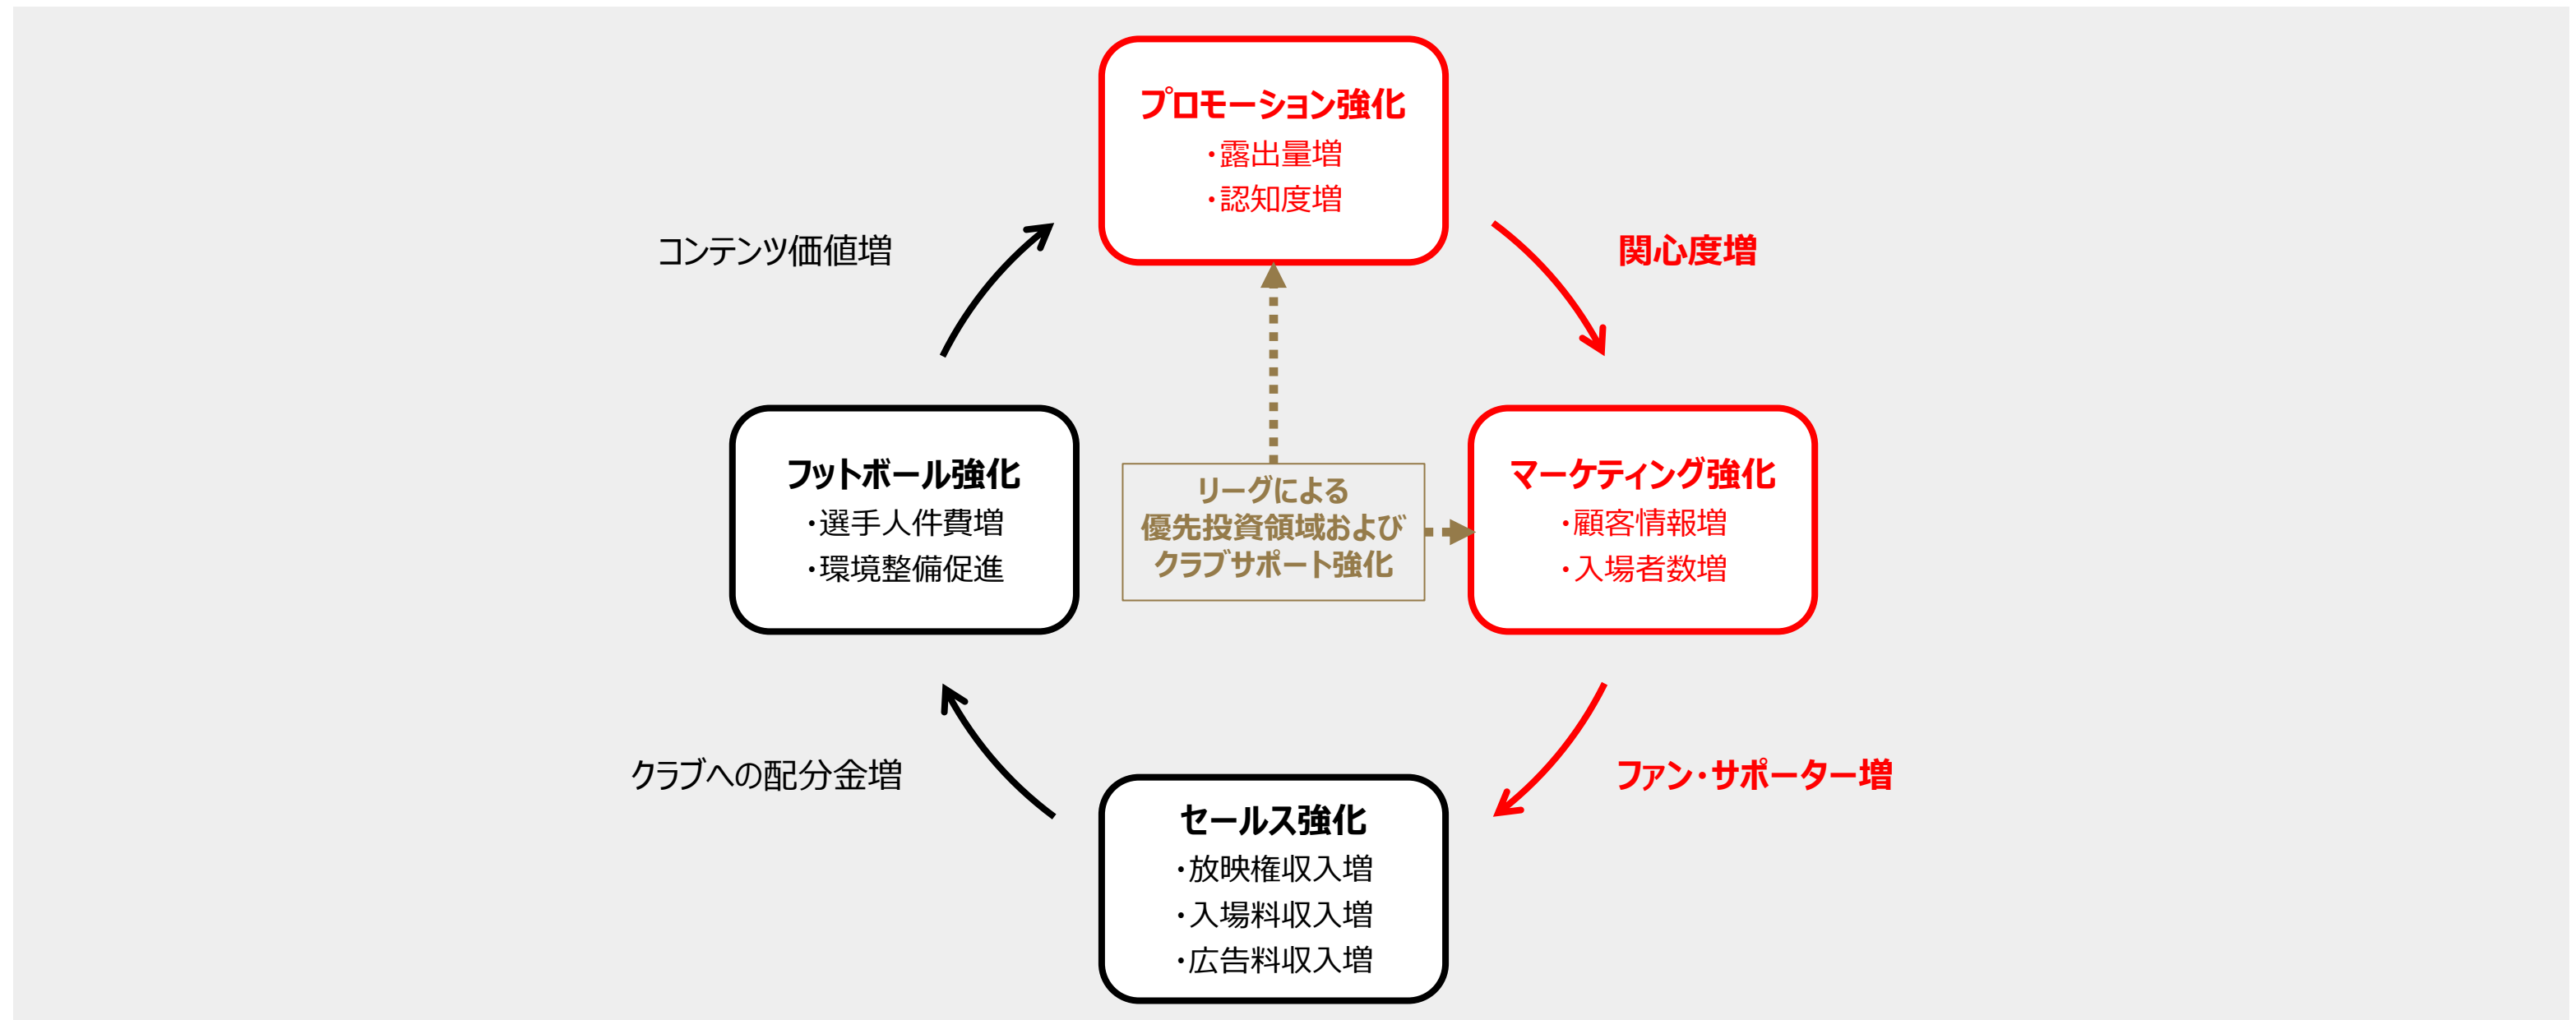 プロモーション強化
・露出量増
・認知度増
コンテンツ価値増
関心度増
フットボール強化
・選手人件費増
・環境整備促進
リーグによる
優先投資領域および
クラブサポート強化
マーケティング強化
・顧客情報増
・入場者数増
クラブへの配分金増
ファン・サポーター増
セールス強化
・放映権収入増
・入場料収入増
・広告料収入増